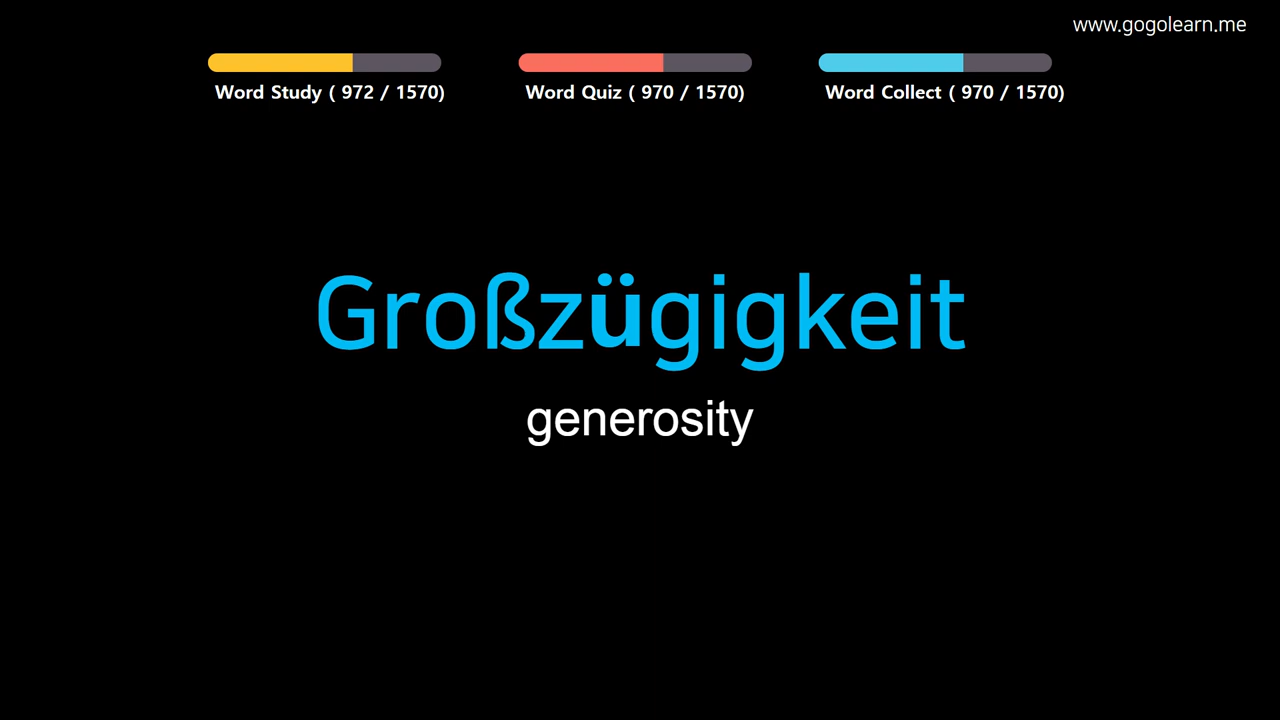 www.gogolearn.me
Word Study ( 972 / 1570)
Word Quiz ( 970 / 1570)
Word Collect ( 970 / 1570)
Großzügigkeit
generosity